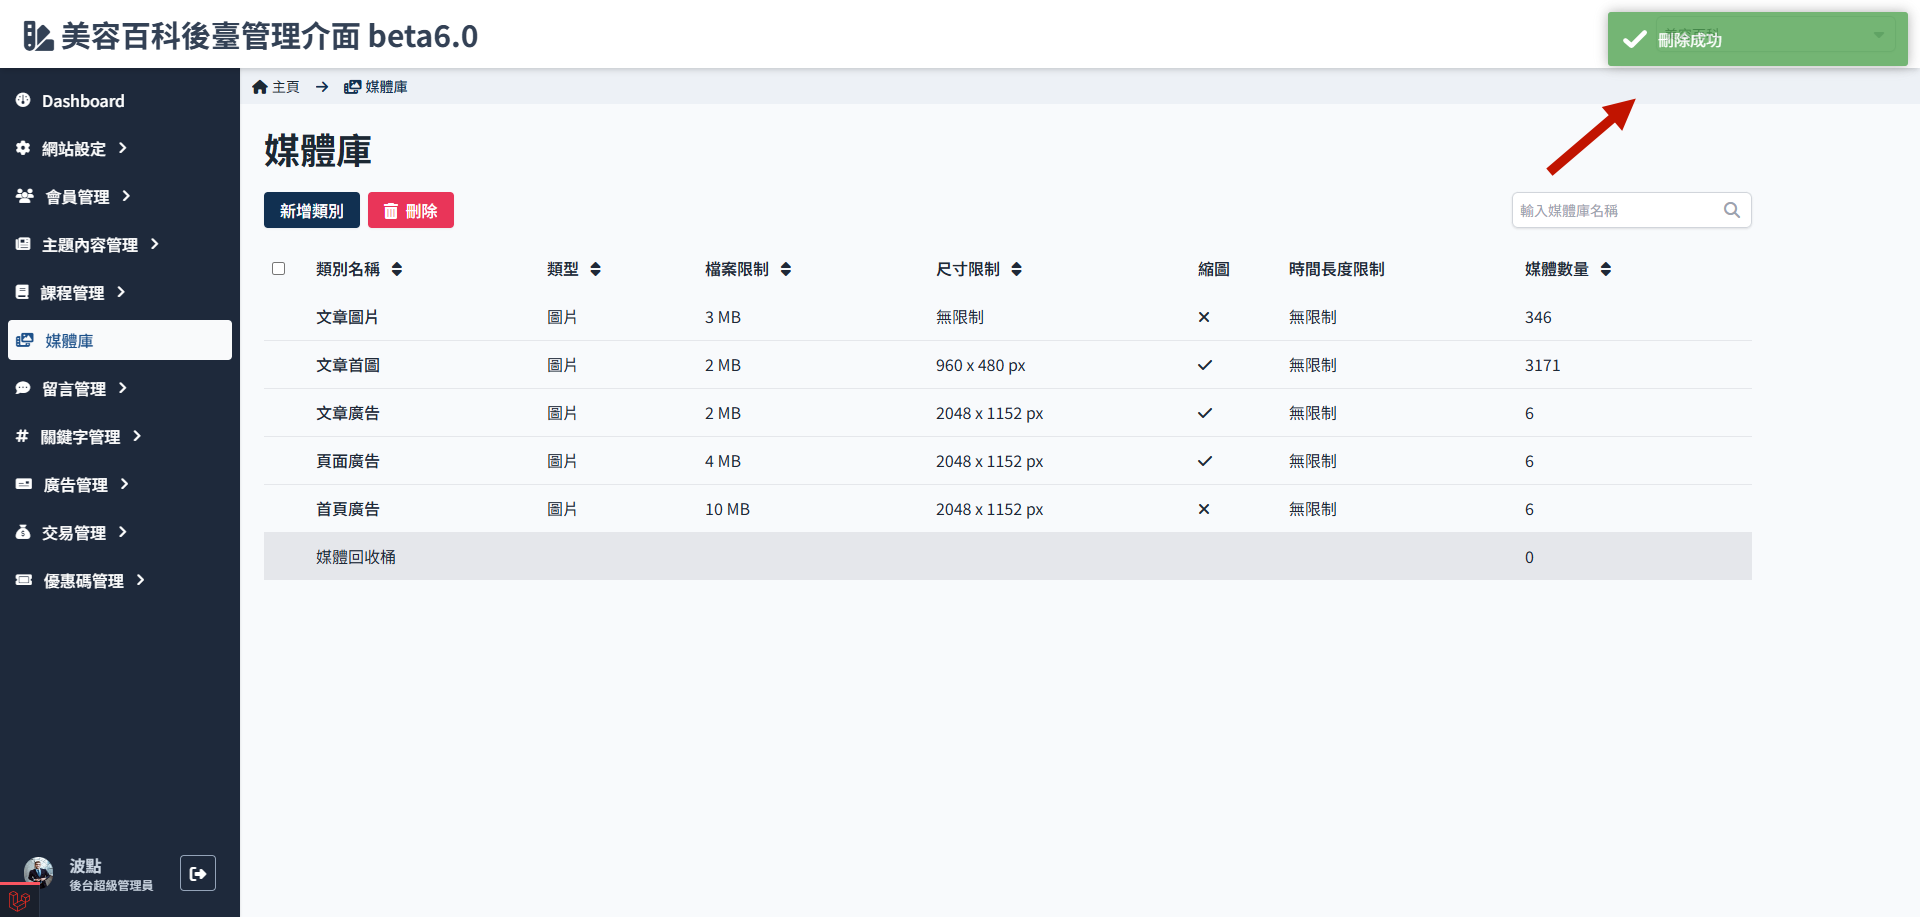 美容百科後臺管理介面 beta6.0
刪除成功
Dashboard
網站設定
會員管理
主題內容管理
課程管理
媒體庫
留言管理
關鍵字管理
廣告管理
交易管理
優惠碼管理
波點
後台超級管理員
主頁 → 媒體庫
媒體庫
新增類別 刪除
輸入媒體庫名稱
類別名稱 類型 檔案限制 尺寸限制 縮圖 時間長度限制 媒體數量
文章圖片 圖片 3 MB 無限制 無限制 346
文章首圖 圖片 2 MB 960 x 480 px 無限制 3171
文章廣告 圖片 2 MB 2048 x 1152 px 無限制 6
頁面廣告 圖片 4 MB 2048 x 1152 px 無限制 6
首頁廣告 圖片 10 MB 2048 x 1152 px 無限制 6
媒體回收桶 0